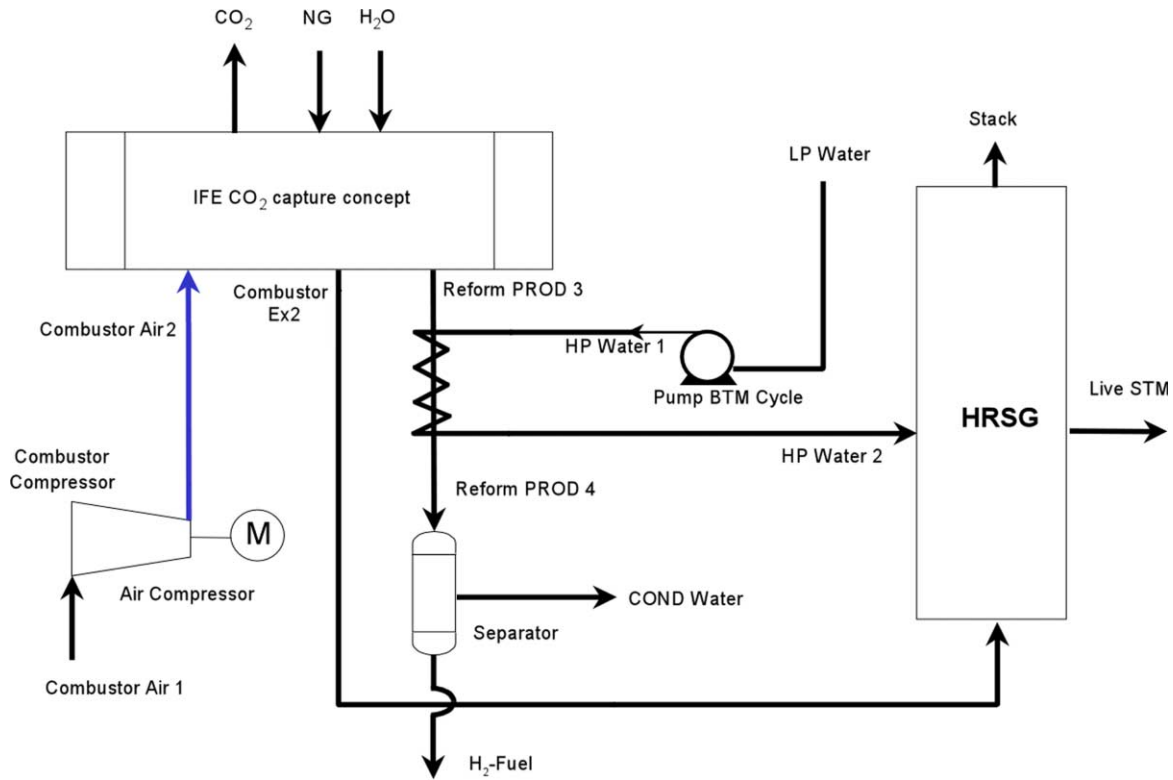 CO₂
NG
H₂O
Stack
LP Water
IFE CO₂ capture concept
Combustor
Ex2
Reform PROD 3
Combustor Air 2
HP Water 1
Pump BTM Cycle
Live STM
HRSG
HP Water 2
Combustor
Compressor
Reform PROD 4
M
Air Compressor
COND Water
Separator
Combustor Air 1
H₂-Fuel